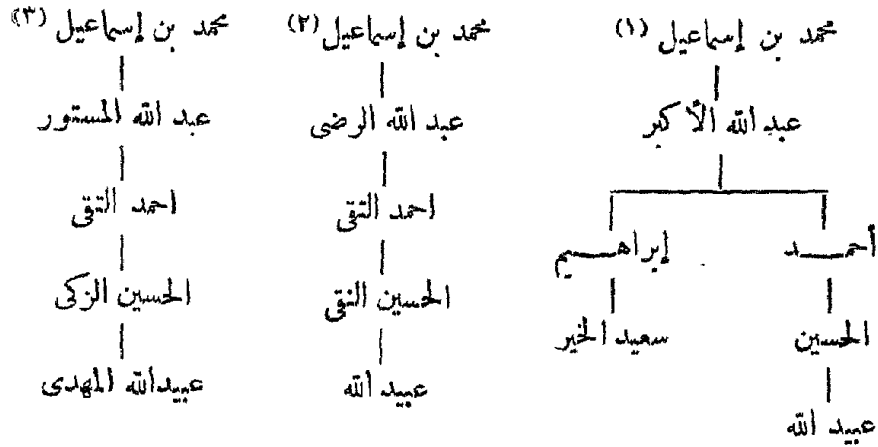 محمد بن إسماعيل (١) محمد بن إسماعيل (٢) محمد بن إسماعيل (٣)
عبد الله الأكبر عبد الله الرضى عبد الله المستور
أحمــد إبراهــيم احمد التقى احمد التقى
الحسين سعيد الخير الحسين النقى الحسين الزكى
عبيد الله عبيد الله عبيدالله المهدى